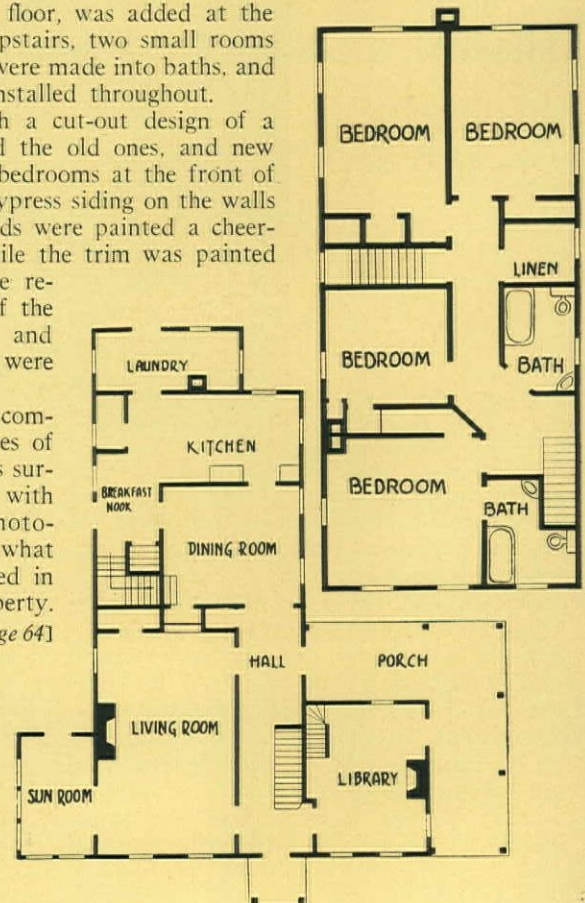 floor, was added at the
pstairs, two small rooms
were made into baths, and
nstalled throughout.
h a cut-out design of a
d the old ones, and new
bedrooms at the front of
ypress siding on the walls
ds were painted a cheer-
ile the trim was painted
e re-
f the
and
were
com-
es of
s sur-
with
hoto-
what
ed in
perty.
ge 64]
BEDROOM
BEDROOM
LINEN
BEDROOM
BATH
BEDROOM
BATH
LAUNDRY
KITCHEN
BREAKFAST
NOOK
DINING ROOM
HALL
PORCH
LIVING ROOM
LIBRARY
SUN ROOM